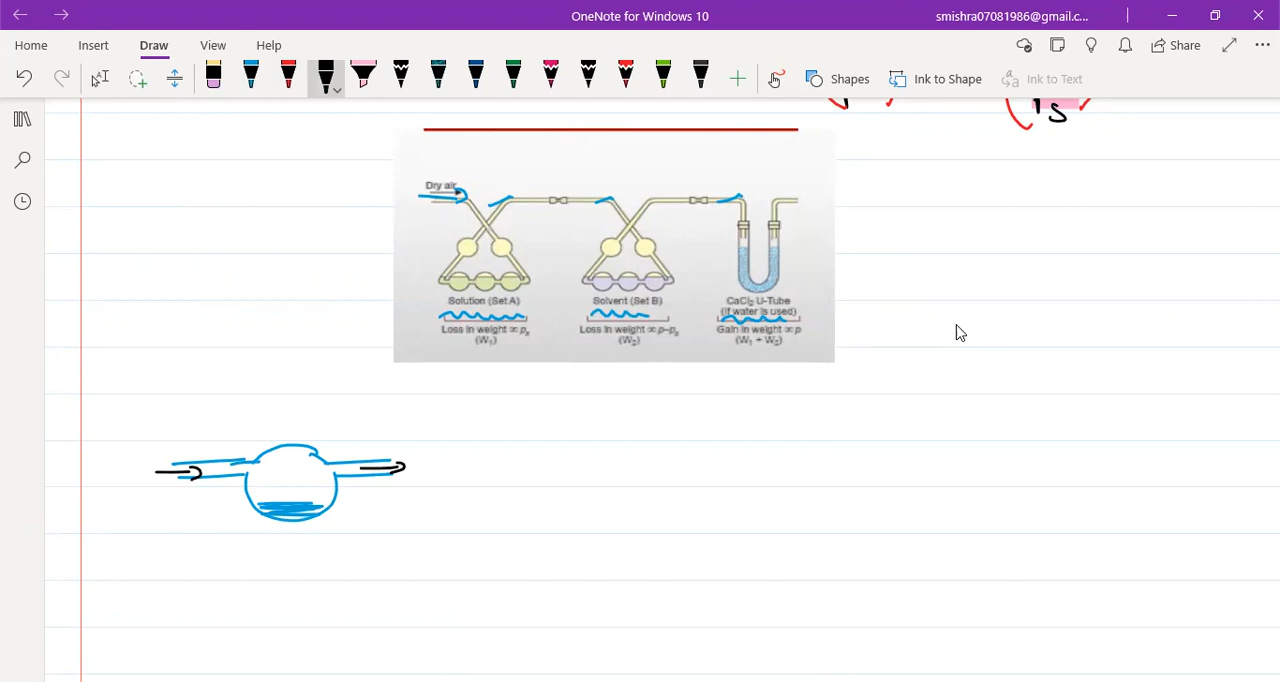 OneNote for Windows 10
smishra07081986@gmail.c...
Home Insert Draw View Help
Share
Shapes
Ink to Shape
Ink to Text
s
Dry air
Solution (Set A)
Loss in weight ∝ pₛ
(W₁)
Solvent (Set B)
Loss in weight ∝ p–pₛ
(W₂)
CaCl₂ U-Tube
(if water is used)
Gain in weight ∝ p
(W₁ + W₂)